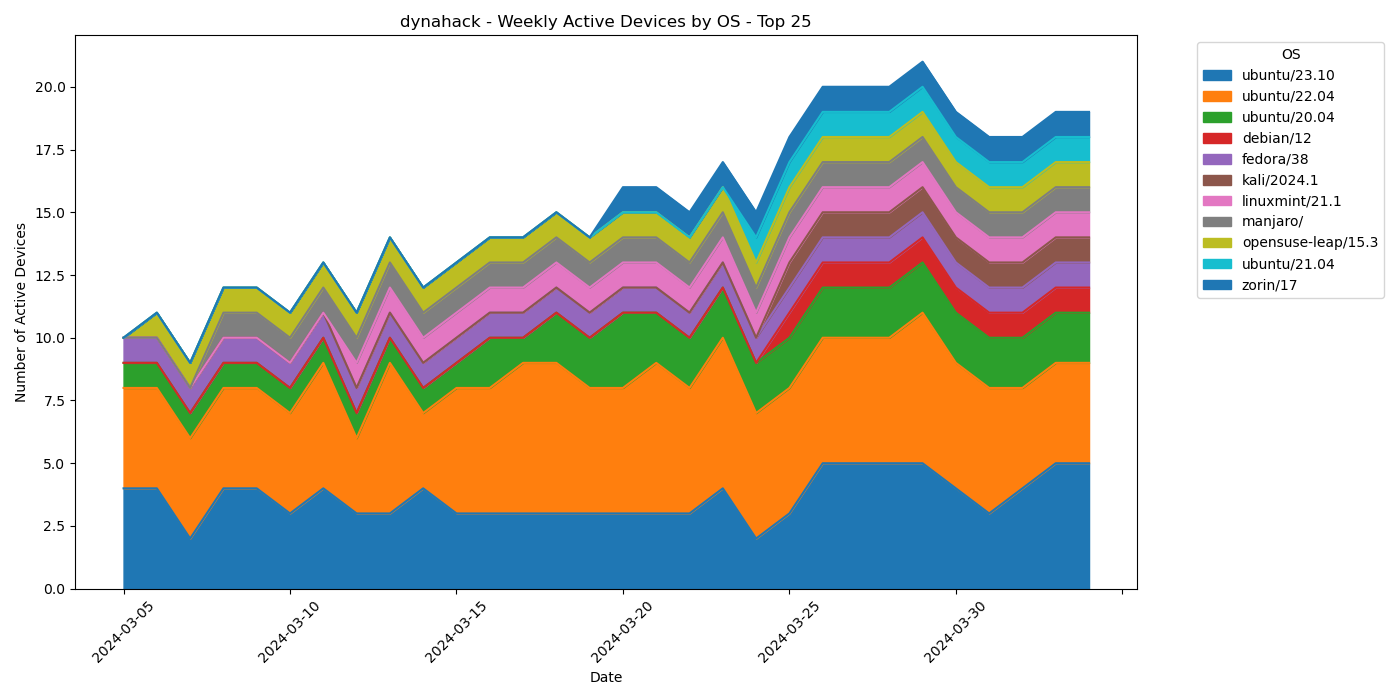 dynahack - Weekly Active Devices by OS - Top 25
Number of Active Devices
20.0
17.5
15.0
12.5
10.0
7.5
5.0
2.5
0.0
2024-03-05
2024-03-10
2024-03-15
2024-03-20
2024-03-25
2024-03-30
Date
OS
ubuntu/23.10
ubuntu/22.04
ubuntu/20.04
debian/12
fedora/38
kali/2024.1
linuxmint/21.1
manjaro/
opensuse-leap/15.3
ubuntu/21.04
zorin/17